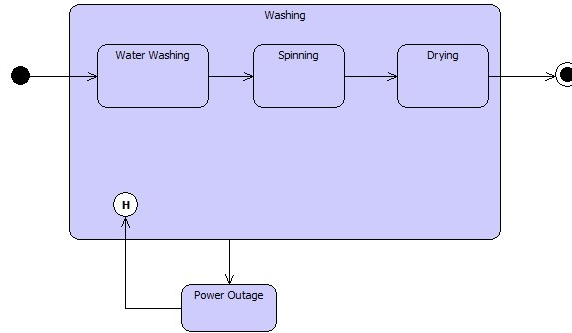 Washing
Water Washing
Spinning
Drying
H
Power Outage